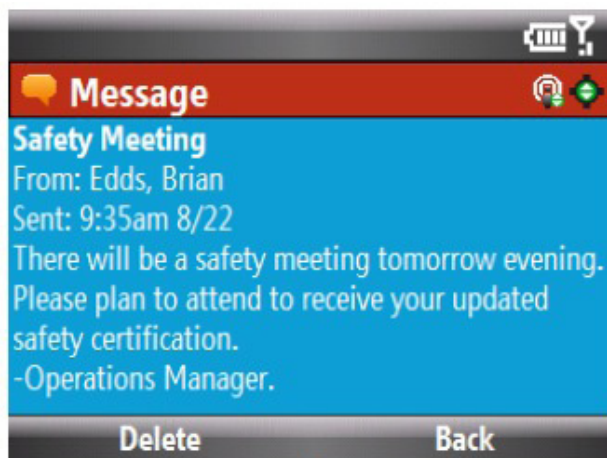 Message
Safety Meeting
From: Edds, Brian
Sent: 9:35am 8/22
There will be a safety meeting tomorrow evening.
Please plan to attend to receive your updated
safety certification.
-Operations Manager.
Delete Back